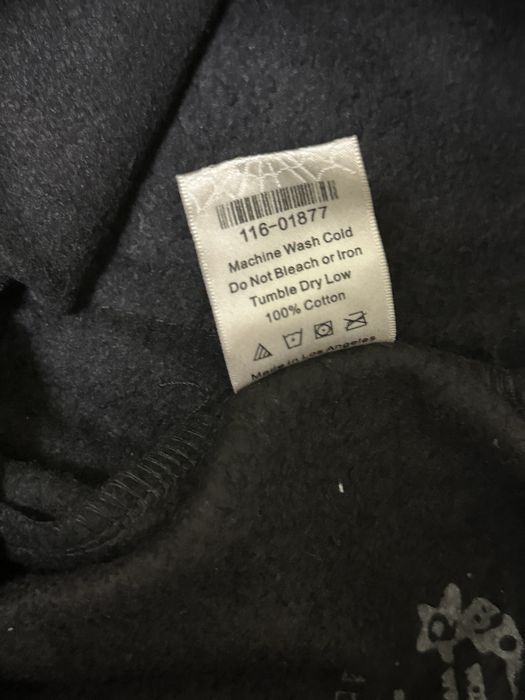 116-01877
Machine Wash Cold
Do Not Bleach or Iron
Tumble Dry Low
100% Cotton
Made in Los Angeles